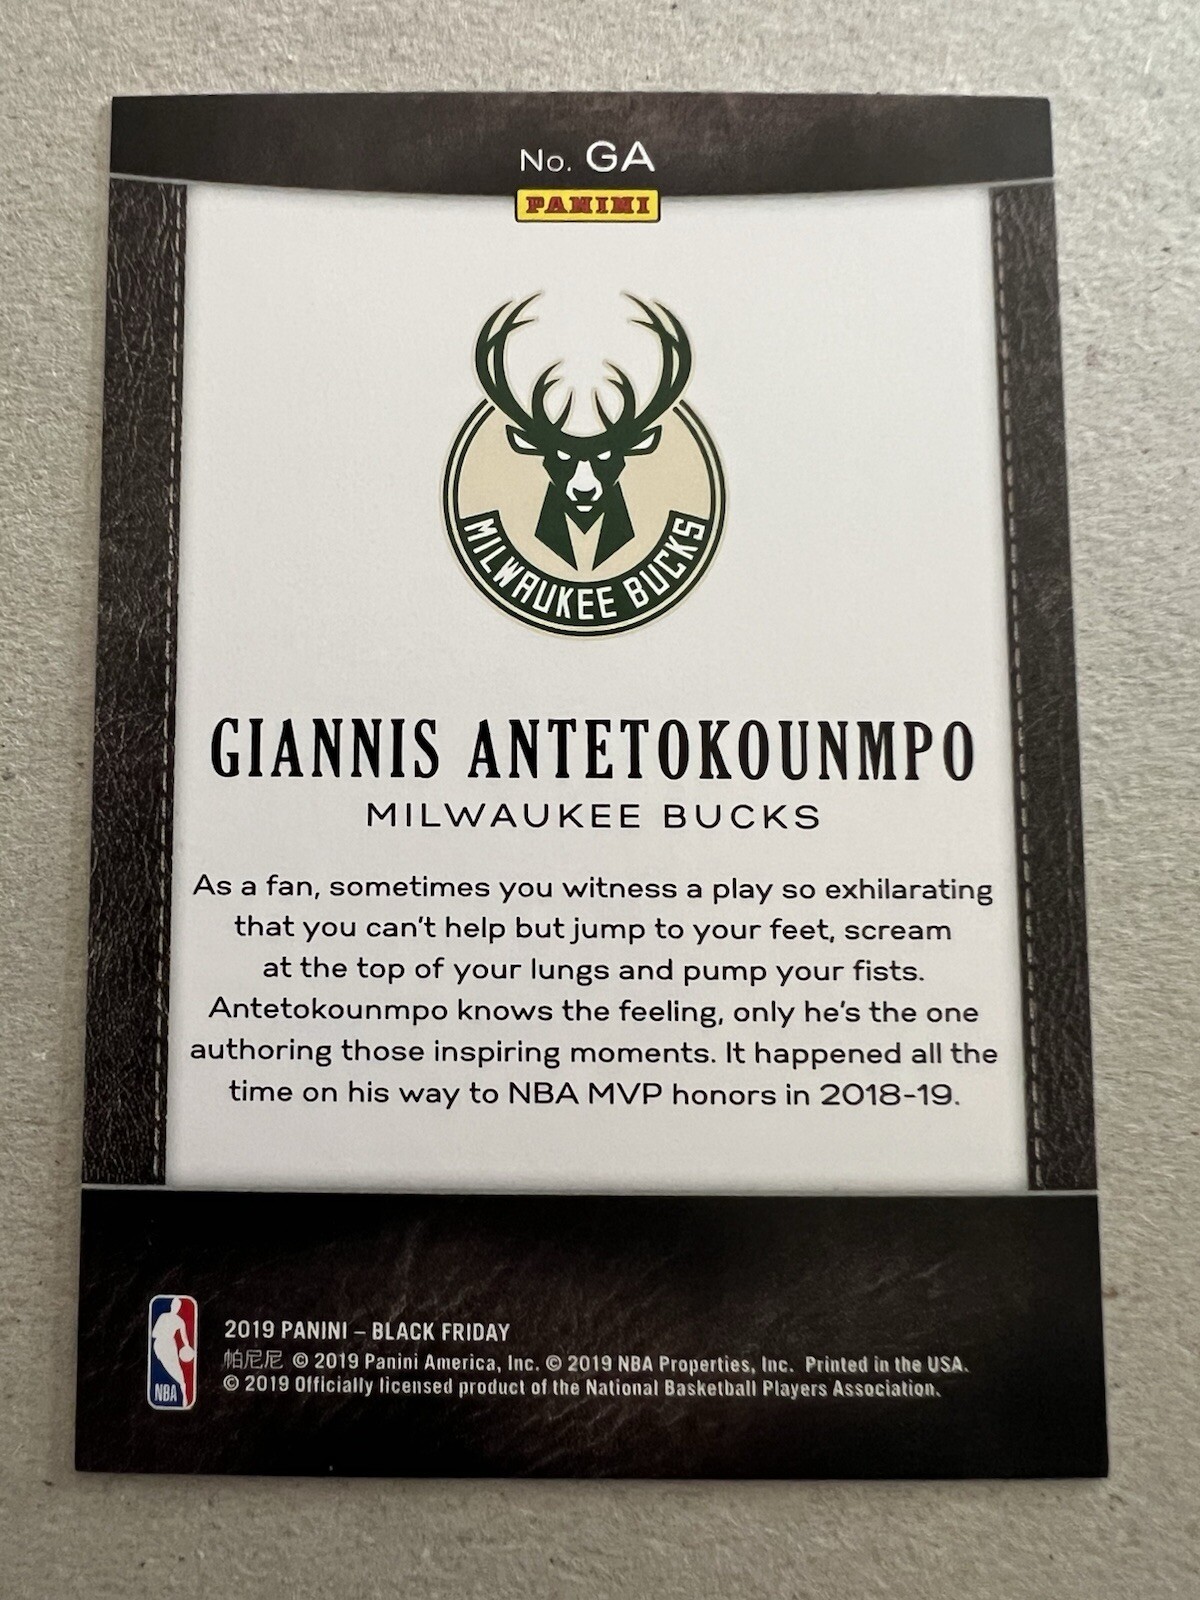 No. GA
PANINI
MILWAUKEE BUCKS
GIANNIS ANTETOKOUNMPO
MILWAUKEE BUCKS
As a fan, sometimes you witness a play so exhilarating
that you can't help but jump to your feet, scream
at the top of your lungs and pump your fists.
Antetokounmpo knows the feeling, only he's the one
authoring those inspiring moments. It happened all the
time on his way to NBA MVP honors in 2018-19.
NBA
2019 PANINI – BLACK FRIDAY
帕尼尼 © 2019 Panini America, Inc. © 2019 NBA Properties, Inc. Printed in the USA.
© 2019 Officially licensed product of the National Basketball Players Association.